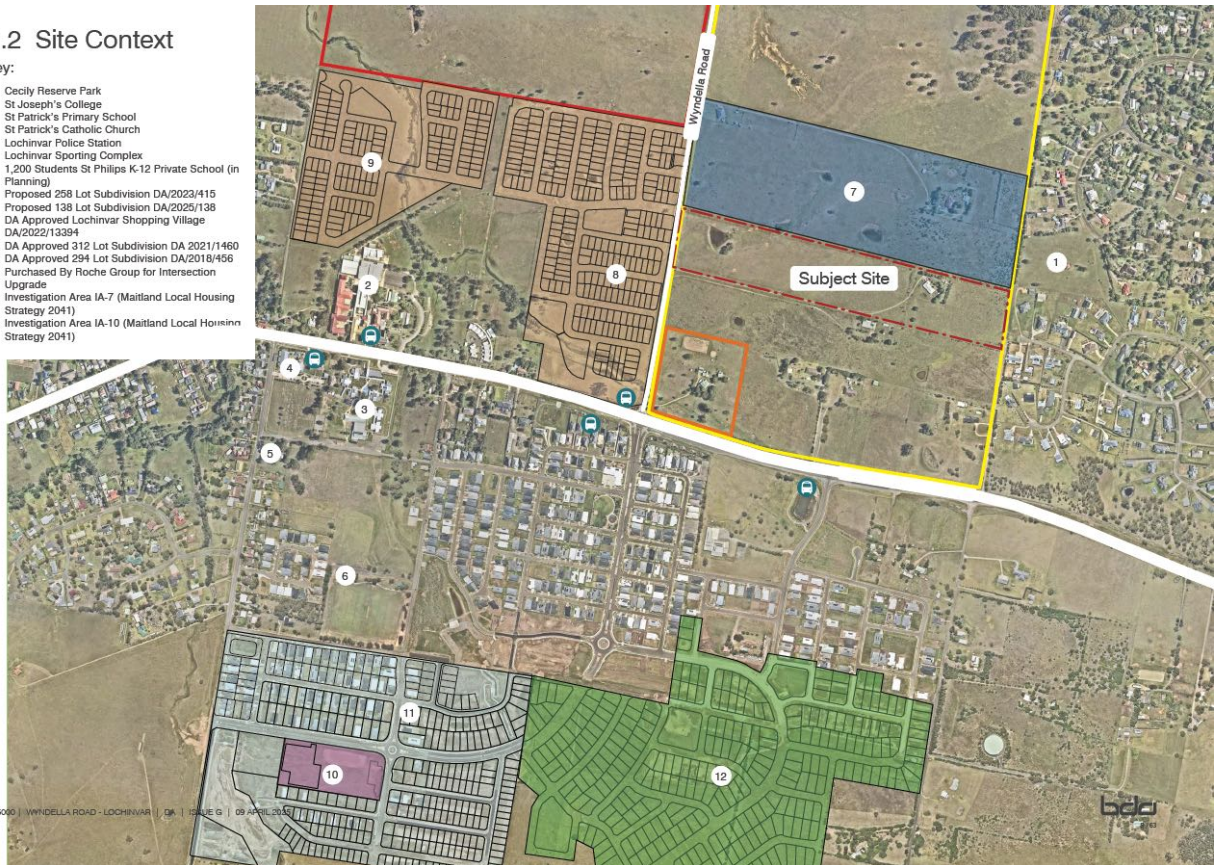 .2 Site Context
ey:
Cecily Reserve Park
St Joseph's College
St Patrick's Primary School
St Patrick's Catholic Church
Lochinvar Police Station
Lochinvar Sporting Complex
1,200 Students St Philips K-12 Private School (in
Planning)
Proposed 258 Lot Subdivision DA/2023/415
Proposed 138 Lot Subdivision DA/2025/138
DA Approved Lochinvar Shopping Village
DA/2022/13394
DA Approved 312 Lot Subdivision DA 2021/1460
DA Approved 294 Lot Subdivision DA/2018/456
Purchased By Roche Group for Intersection
Upgrade
Investigation Area IA-7 (Maitland Local Housing
Strategy 2041)
Investigation Area IA-10 (Maitland Local Housing
Strategy 2041)
Wyndella Road
9
7
1
2
8
Subject Site
4
3
5
6
11
10
12
WYNDELLA ROAD - LOCHINVAR | DA | ISSUE G | 09 APRIL 2025
bda